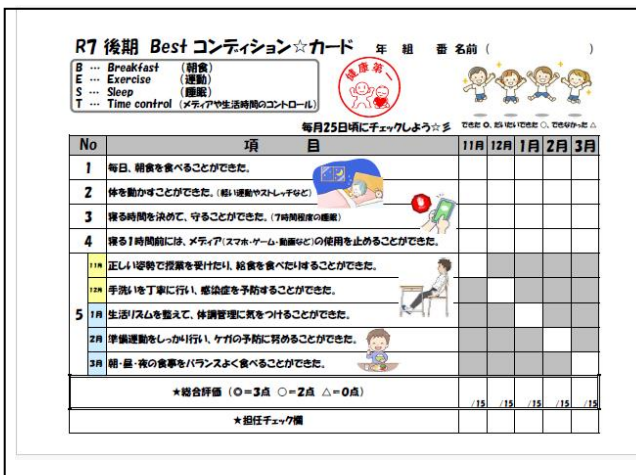 R7 後期 Best コンディション☆カード 年 組 番 名前 ( )
B … Breakfast (朝食)
E … Exercise (運動)
S … Sleep (睡眠)
T … Time control (メディアや生活時間のコントロール)
健康第一
毎月25日頃にチェックしよう☆彡
できた ◎、だいたいできた ○、できなかった △
No 項 目 11月 12月 1月 2月 3月
1 毎日、朝食を食べることができた。
2 体を動かすことができた。(軽い運動やストレッチなど)
3 寝る時間を決めて、守ることができた。(7時間程度の睡眠)
4 寝る1時間前には、メディア(スマホ・ゲーム・動画など)の使用を止めることができた。
5
11月 正しい姿勢で授業を受けたり、給食を食べたりすることができた。
12月 手洗いを丁寧に行い、感染症を予防することができた。
1月 生活リズムを整えて、体調管理に気をつけることができた。
2月 準備運動をしっかり行い、ケガの予防に努めることができた。
3月 朝・昼・夜の食事をバランスよく食べることができた。
★総合評価 (◎=3点 ○=2点 △=0点) /15 /15 /15 /15 /15
★担任チェック欄